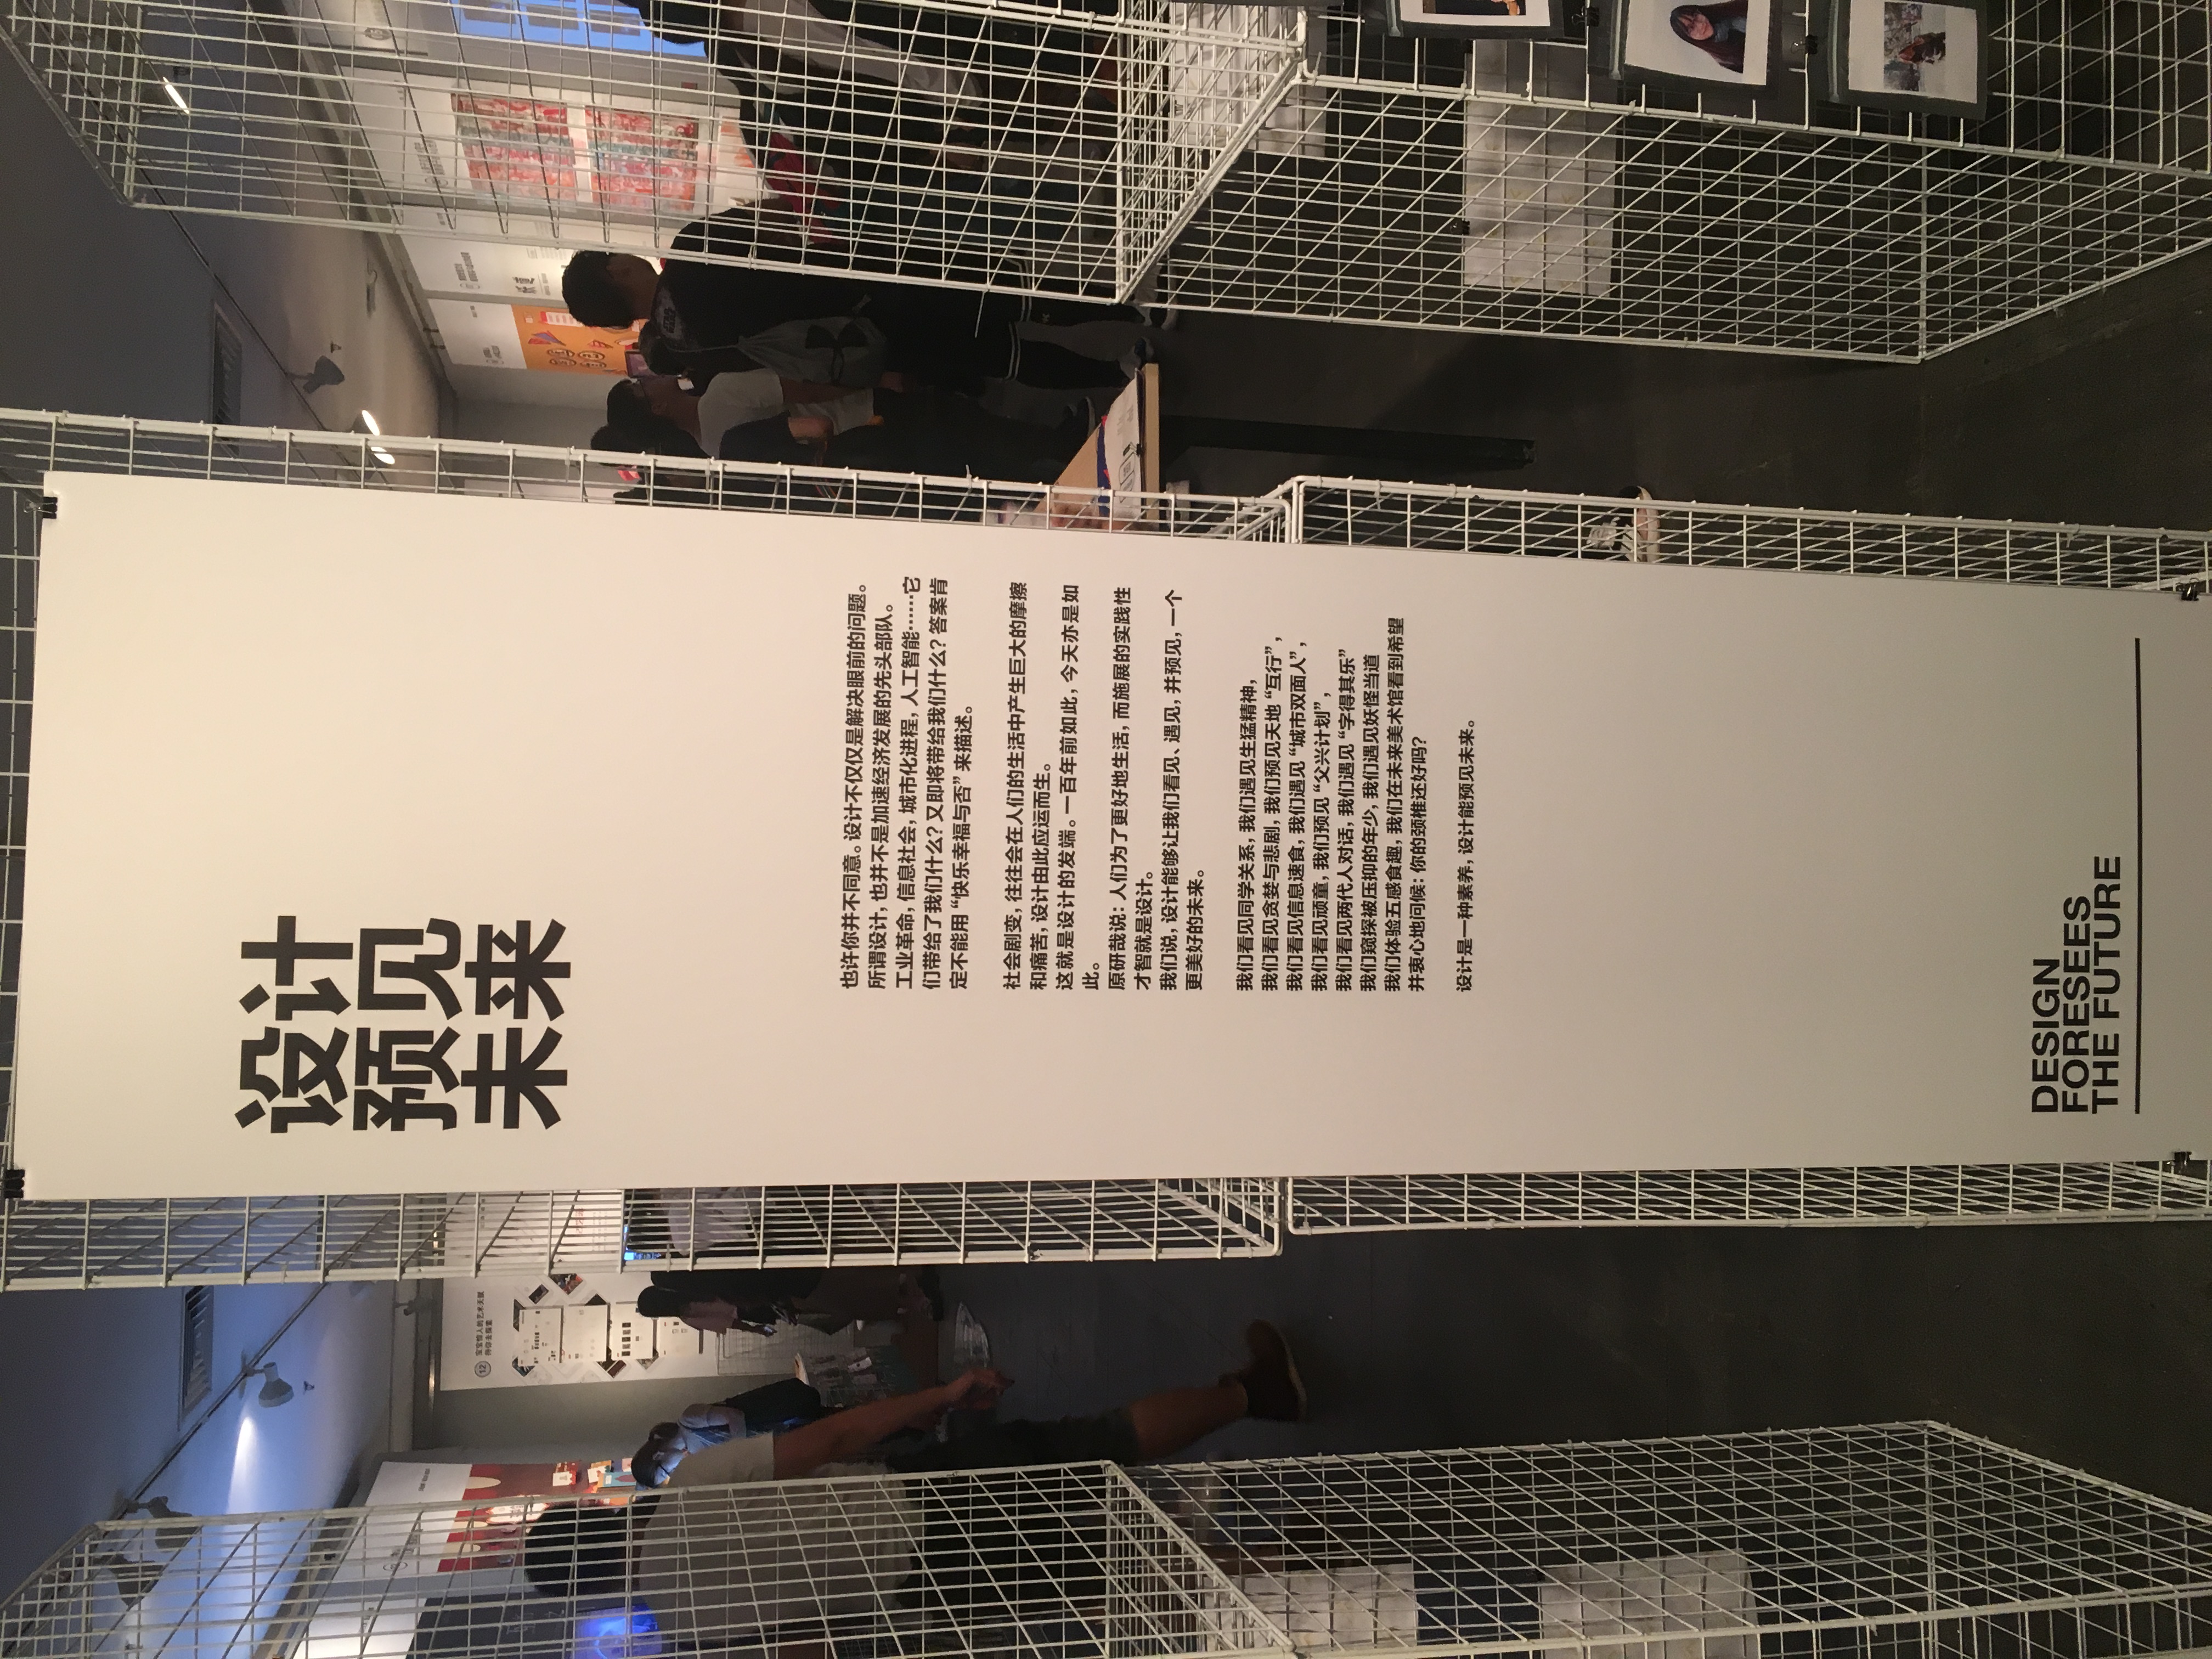 设计
预见
未来
也许你并不同意。设计不仅仅是解决眼前的问题。
所谓设计，也并不是加速经济发展的先头部队。
工业革命，信息社会，城市化进程，人工智能……它
们带给了我们什么？又即将带给我们什么？答案肯
定不能用“快乐幸福与否”来描述。
社会剧变，往往会在人们的生活中产生巨大的摩擦
和痛苦，设计由此应运而生。
这就是设计的发端。一百年前如此，今天亦是如
此。
原研哉说：人们为了更好地生活，而施展的实践性
才智就是设计。
我们说，设计能够让我们看见、遇见，并预见，一个
更美好的未来。
我们看见同学关系，我们遇见生猛精神，
我们看见贪婪与悲剧，我们预见天地“互行”，
我们看见信息速食，我们遇见“城市双面人”，
我们看见顽童，我们预见“父兴计划”，
我们看见两代人对话，我们遇见“字得其乐”
我们窥探被压抑的年少，我们遇见妖怪当道
我们体验五感食趣，我们在未来美术馆看到希望
并衷心地问候：你的颈椎还好吗？
设计是一种素养，设计能预见未来。
DESIGN
FORESEES
THE FUTURE